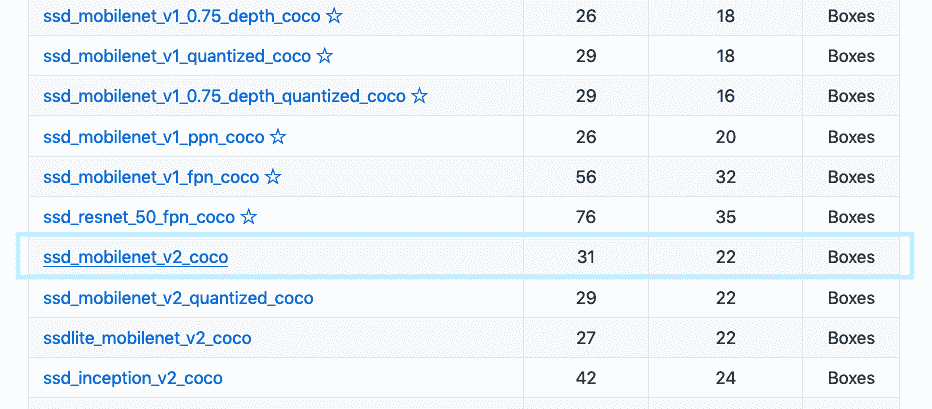 ssd_mobilenet_v1_0.75_depth_coco ☆ 26 18 Boxes
ssd_mobilenet_v1_quantized_coco ☆ 29 18 Boxes
ssd_mobilenet_v1_0.75_depth_quantized_coco ☆ 29 16 Boxes
ssd_mobilenet_v1_ppn_coco ☆ 26 20 Boxes
ssd_mobilenet_v1_fpn_coco ☆ 56 32 Boxes
ssd_resnet_50_fpn_coco ☆ 76 35 Boxes
ssd_mobilenet_v2_coco 31 22 Boxes
ssd_mobilenet_v2_quantized_coco 29 22 Boxes
ssdlite_mobilenet_v2_coco 27 22 Boxes
ssd_inception_v2_coco 42 24 Boxes